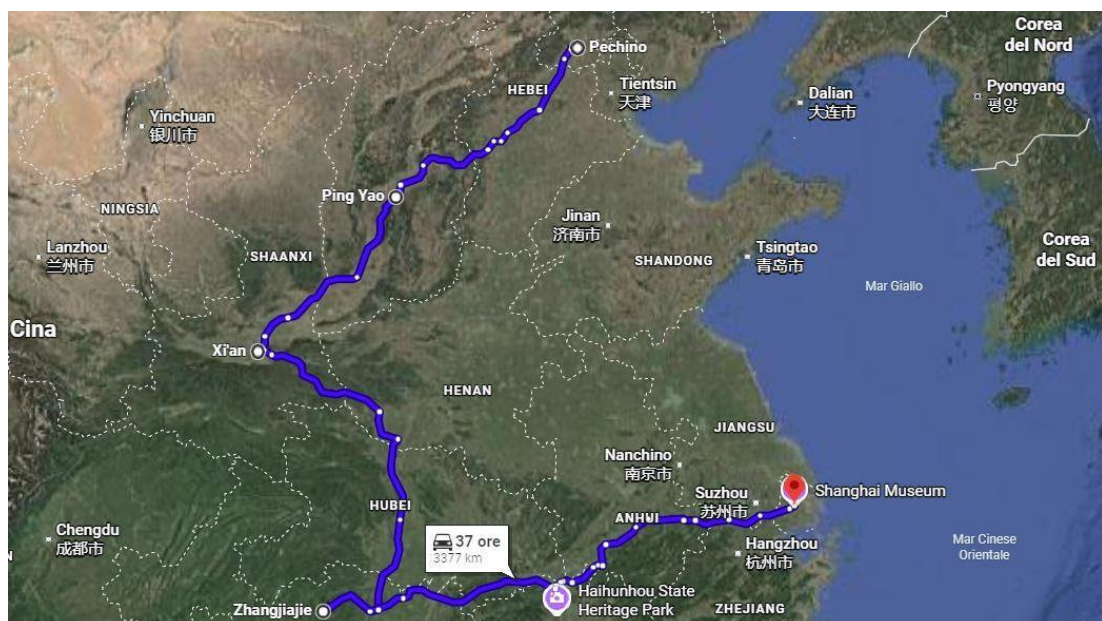 Corea
del Nord
Pechino
HEBEI
Tientsin
天津
Dalian
大连市
Pyongyang
평양
Yinchuan
银川市
Ping Yao
NINGSIA
Jinan
济南市
Lanzhou
兰州市
SHAANXI
SHANDONG
Tsingtao
青岛市
Corea
del Sud
Mar Giallo
Cina
Xi'an
HENAN
JIANGSU
Nanchino
南京市
Suzhou
苏州市
Shanghai Museum
HUBEI
ANHUI
Chengdu
成都市
37 ore
3377 km
Hangzhou
杭州市
Mar Cinese
Orientale
Haihunhou State
Heritage Park
Zhangjiajie
ZHEJIANG